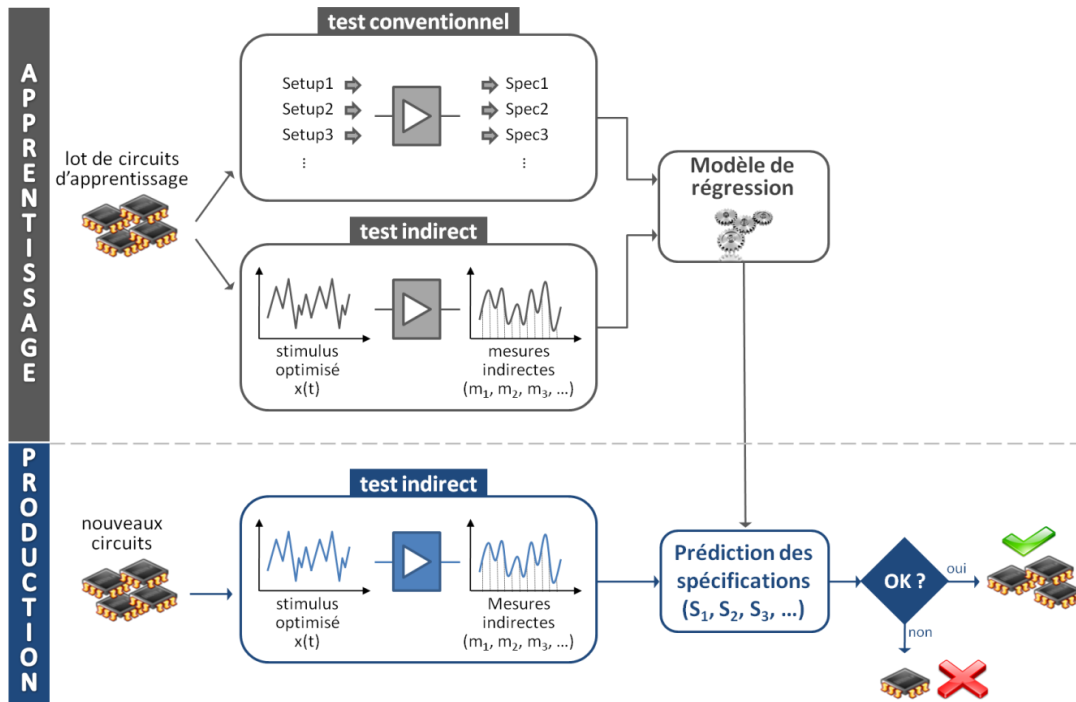 APPRENTISSAGE
test conventionnel
Setup1
Spec1
Setup2
Spec2
Setup3
Spec3
⋮
⋮
lot de circuits
d'apprentissage
Modèle de
régression
test indirect
stimulus
optimisé
x(t)
mesures
indirectes
(m₁, m₂, m₃, ...)
PRODUCTION
test indirect
nouveaux
circuits
stimulus
optimisé
x(t)
Mesures
indirectes
(m₁, m₂, m₃, ...)
Prédiction des
spécifications
(S₁, S₂, S₃, ...)
OK ?
oui
non